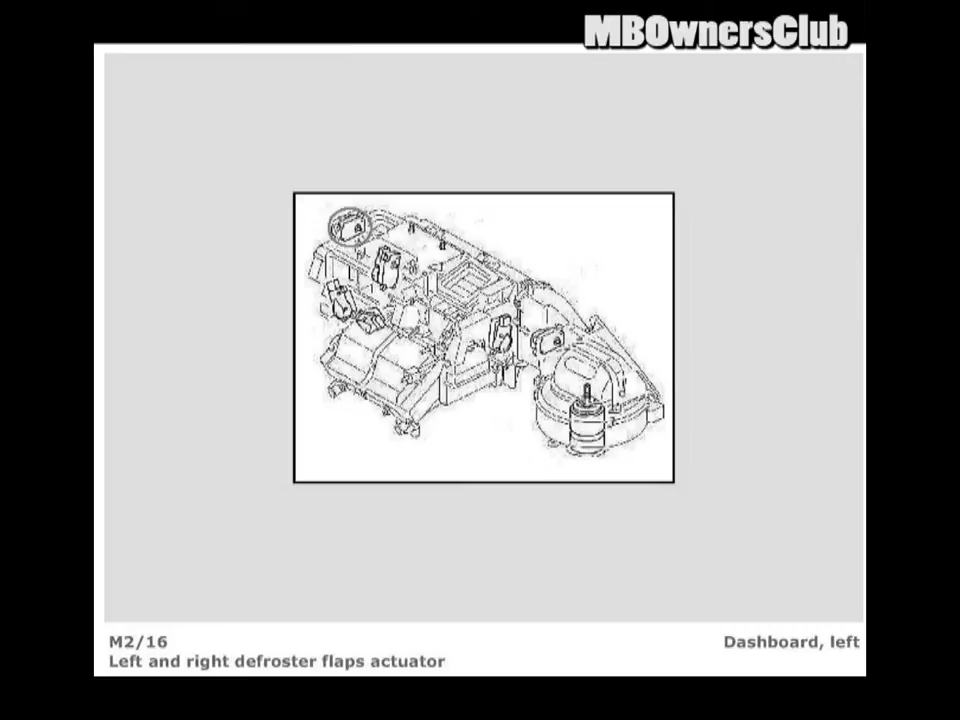 MBOwnersClub
M2/16
Dashboard, left
Left and right defroster flaps actuator